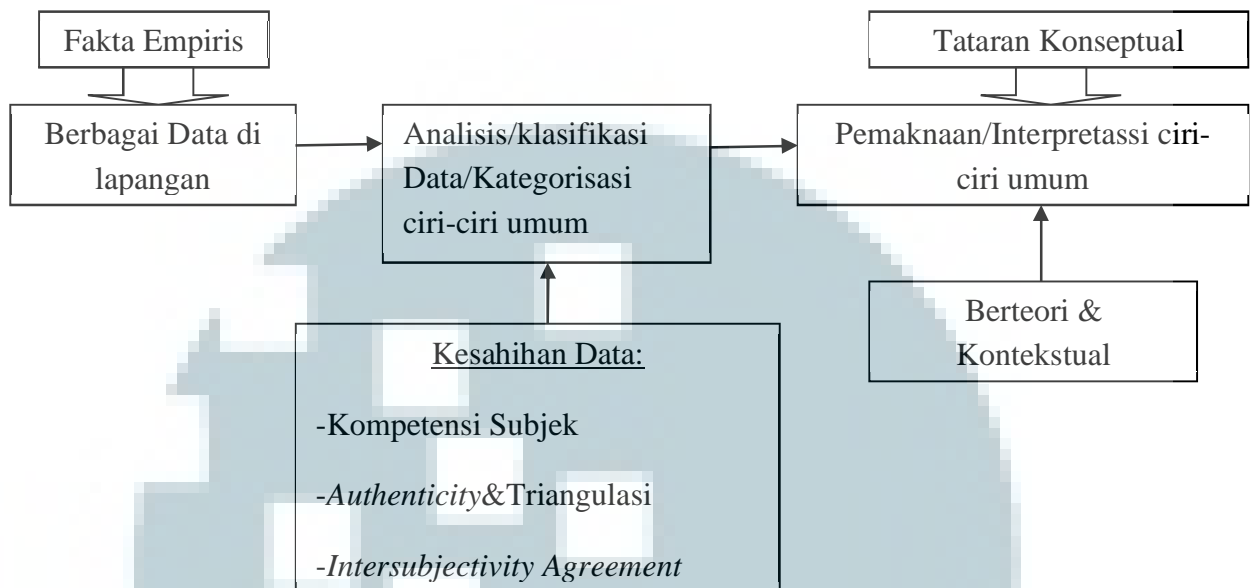 Fakta Empiris
Tataran Konseptual
Berbagai Data di
lapangan
Analisis/klasifikasi
Data/Kategorisasi
ciri-ciri umum
Pemaknaan/Interpretassi ciri-
ciri umum
Berteori &
Kontekstual
Kesahihan Data:
-Kompetensi Subjek
-Authenticity&Triangulasi
-Intersubjectivity Agreement